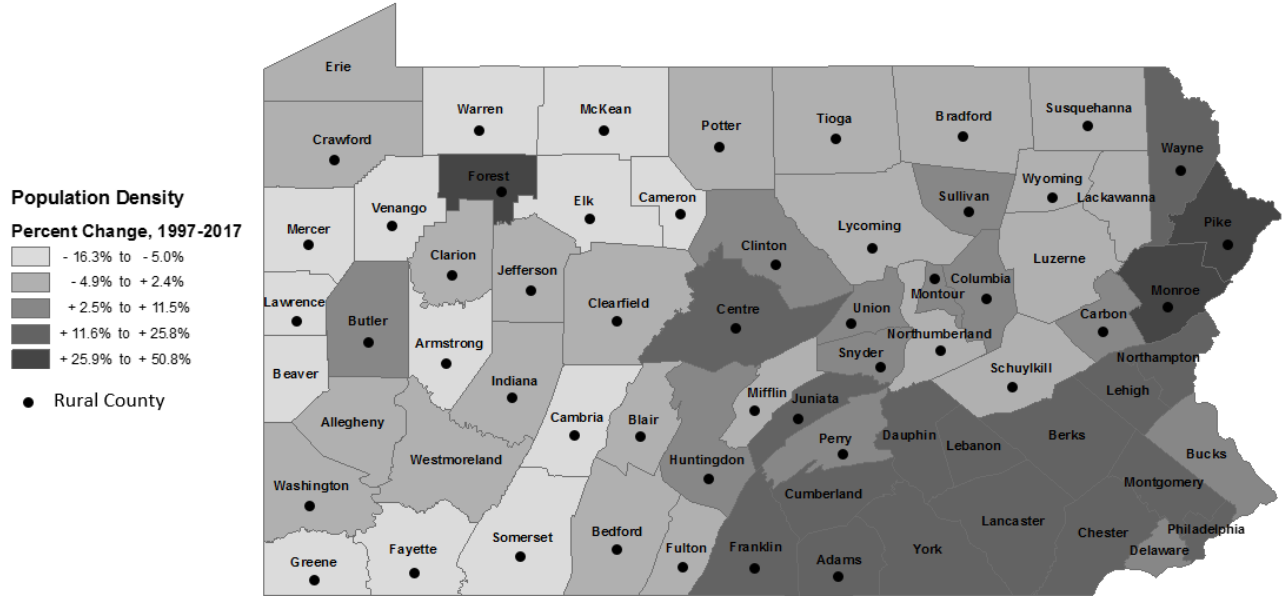 Population Density
Percent Change, 1997-2017
- 16.3% to - 5.0%
- 4.9% to + 2.4%
+ 2.5% to + 11.5%
+ 11.6% to + 25.8%
+ 25.9% to + 50.8%
Rural County
Erie
Warren
McKean
Susquehanna
Crawford
Potter
Tioga
Bradford
Wayne
Forest
Wyoming
Venango
Elk
Cameron
Sullivan
Lackawanna
Mercer
Pike
Clarion
Clinton
Lycoming
Jefferson
Luzerne
Columbia
Montour
Lawrence
Clearfield
Monroe
Butler
Centre
Union
Carbon
Armstrong
Northumberland
Snyder
Northampton
Beaver
Indiana
Schuylkill
Mifflin
Lehigh
Juniata
Cambria
Blair
Allegheny
Perry
Dauphin
Berks
Lebanon
Westmoreland
Huntingdon
Bucks
Washington
Montgomery
Cumberland
Lancaster
Bedford
Philadelphia
Chester
Somerset
Fayette
Fulton
Franklin
Adams
York
Delaware
Greene